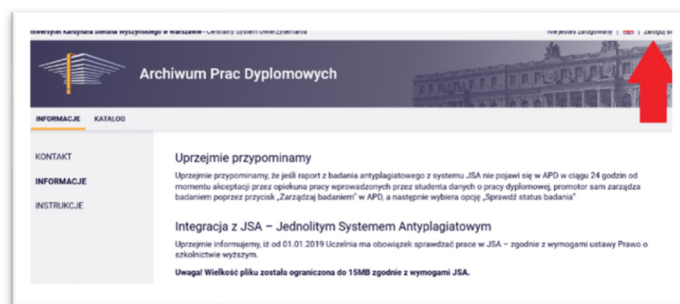 Uniwersytet Kardynała Stefana Wyszyńskiego w Warszawie - Centralny System Uwierzytelniania
Nie jesteś zalogowany | | zaloguj
Archiwum Prac Dyplomowych
INFORMACJE KATALOG
KONTAKT
INFORMACJE
INSTRUKCJE
Uprzejmie przypominamy
Uprzejmie przypominamy, że jeśli raport z badania antyplagiatowego z systemu JSA nie pojawi się w APD w ciągu 24 godzin od
momentu akceptacji przez opiekuna pracy wprowadzonych przez studenta danych o pracy dyplomowej, promotor sam zarządza
badaniem poprzez przycisk „Zarządzaj badaniem" w APD, a następnie wybiera opcję „Sprawdź status badania"
Integracja z JSA – Jednolitym Systemem Antyplagiatowym
Uprzejmie informujemy, iż od 01.01.2019 Uczelnia ma obowiązek sprawdzać prace w JSA – zgodnie z wymogami ustawy Prawo o
szkolnictwie wyższym.
Uwaga! Wielkość pliku została ograniczona do 15MB zgodnie z wymogami JSA.